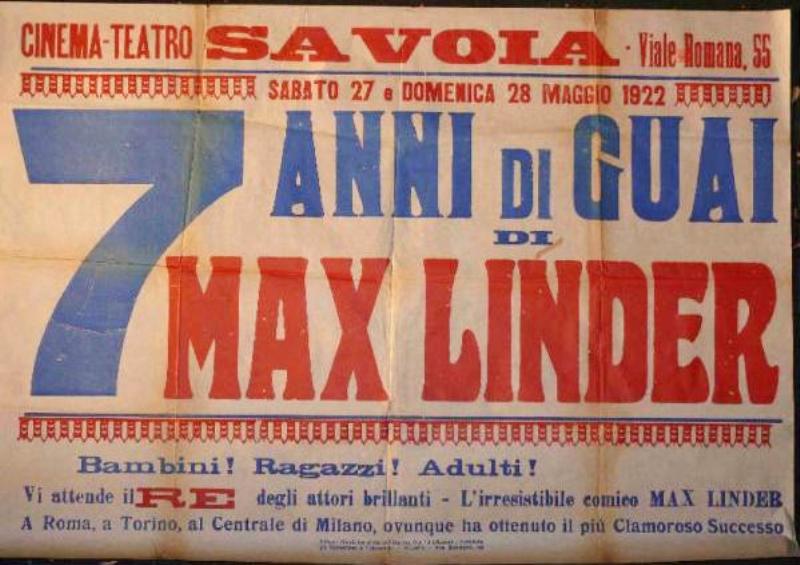 CINEMA-TEATRO SAVOIA - Viale Romana, 55
SABATO 27 e DOMENICA 28 MAGGIO 1922
7 ANNI DI GUAI
DI
MAX LINDER
Bambini! Ragazzi! Adulti!
Vi attende il RE degli attori brillanti - L'irresistibile comico MAX LINDER
A Roma, a Torino, al Centrale di Milano, ovunque ha ottenuto il più Clamoroso Successo